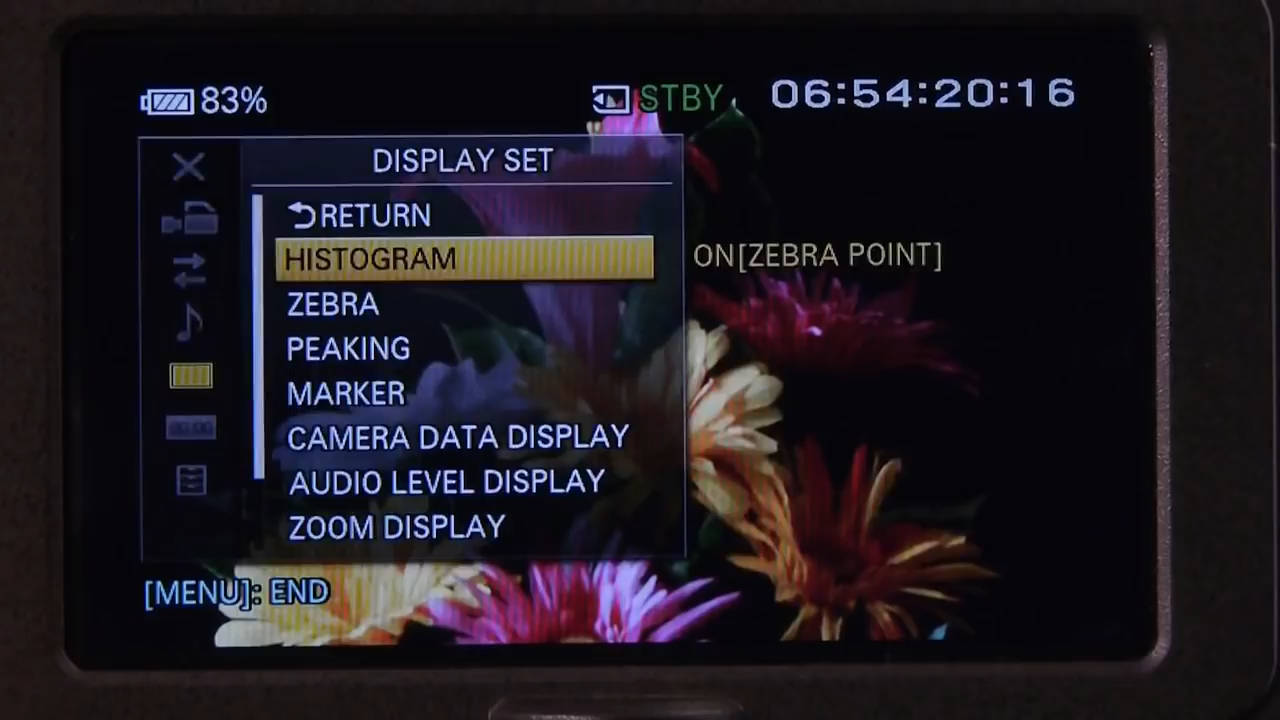 83%
STBY
06:54:20:16
DISPLAY SET
RETURN
HISTOGRAM
ON[ZEBRA POINT]
ZEBRA
PEAKING
MARKER
CAMERA DATA DISPLAY
AUDIO LEVEL DISPLAY
ZOOM DISPLAY
[MENU]: END